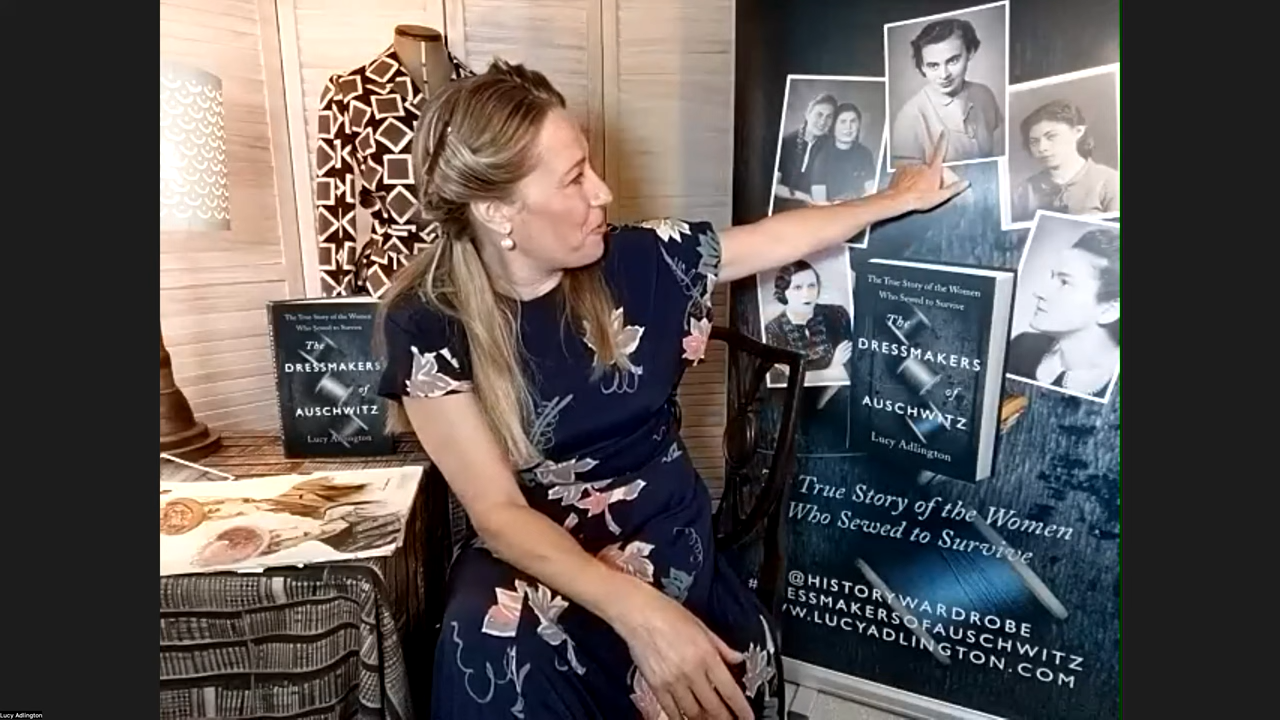 The True Story of the Women
Who Sewed to Survive
The
DRESSMAKERS
of
AUSCHWITZ
Lucy Adlington
The True Story of the Women
Who Sewed to Survive
The
DRESSMAKERS
of
AUSCHWITZ
Lucy Adlington
True Story of the Women
Who Sewed to Survive
@HISTORYWARDROBE
#
ESSMAKERSOFAUSCHWITZ
W.LUCYADLINGTON.COM
Lucy Adlington